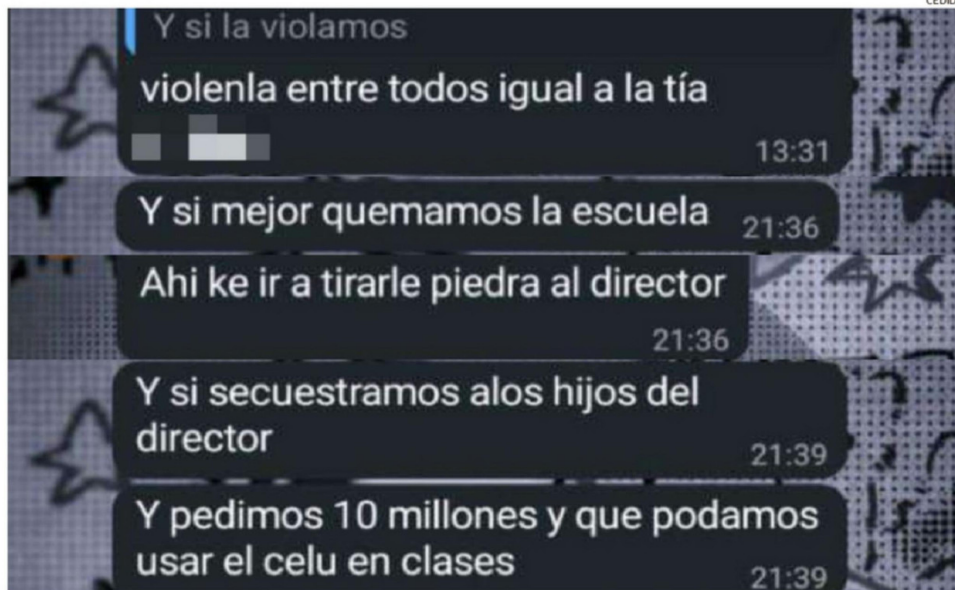 CEDIDA
Y si la violamos
violenla entre todos igual a la tía
13:31
Y si mejor quemamos la escuela
21:36
Ahi ke ir a tirarle piedra al director
21:36
Y si secuestramos alos hijos del
director
21:39
Y pedimos 10 millones y que podamos
usar el celu en clases
21:39